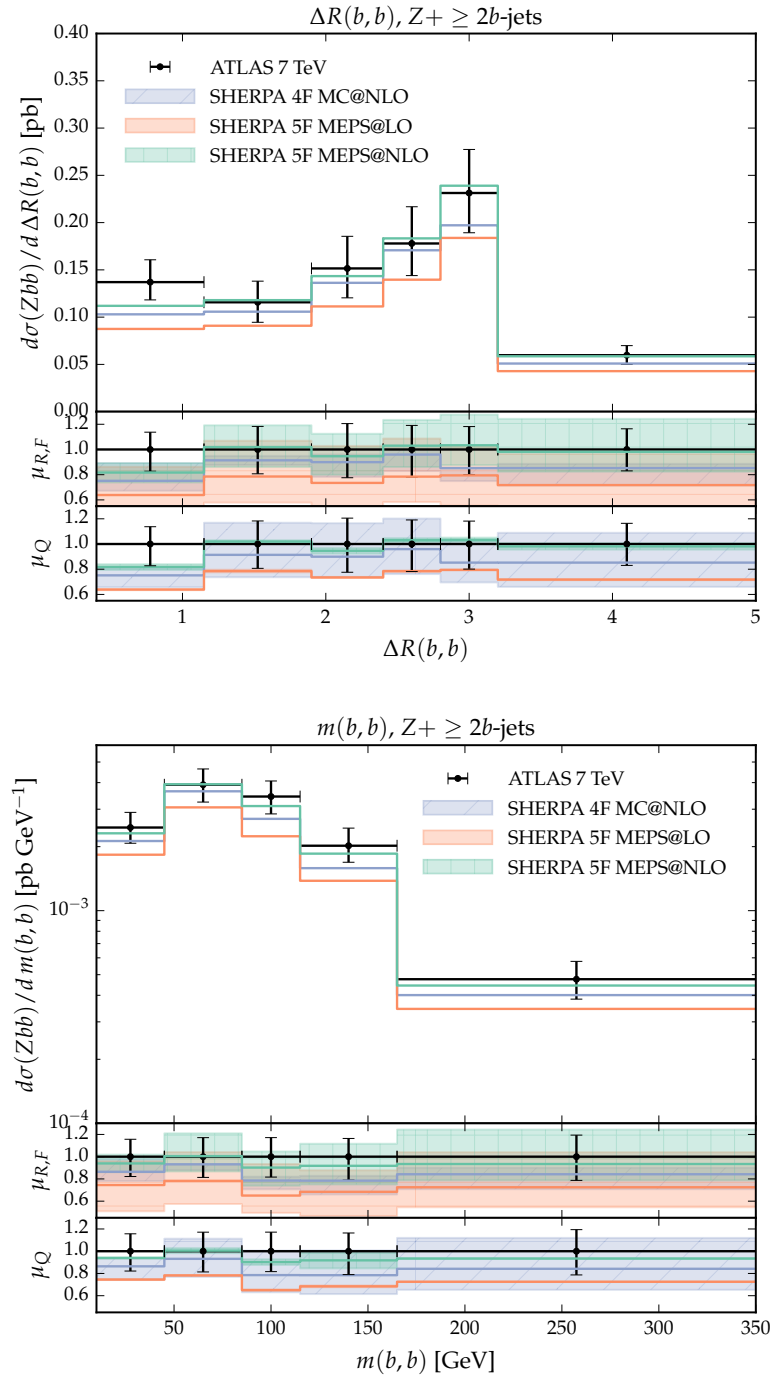 ΔR(b, b), Z+ ≥ 2b-jets
dσ(Zbb)/d ΔR(b, b) [pb]
0.40
0.35
0.30
0.25
0.20
0.15
0.10
0.05
0.00
ATLAS 7 TeV
SHERPA 4F MC@NLO
SHERPA 5F MEPS@LO
SHERPA 5F MEPS@NLO
μR,F
1.2
1.0
0.8
0.6
μQ
1.2
1.0
0.8
0.6
1 2 3 4 5
ΔR(b, b)
m(b, b), Z+ ≥ 2b-jets
dσ(Zbb)/d m(b, b) [pb GeV⁻¹]
10⁻³
10⁻⁴
ATLAS 7 TeV
SHERPA 4F MC@NLO
SHERPA 5F MEPS@LO
SHERPA 5F MEPS@NLO
μR,F
1.2
1.0
0.8
0.6
μQ
1.2
1.0
0.8
0.6
50 100 150 200 250 300 350
m(b, b) [GeV]